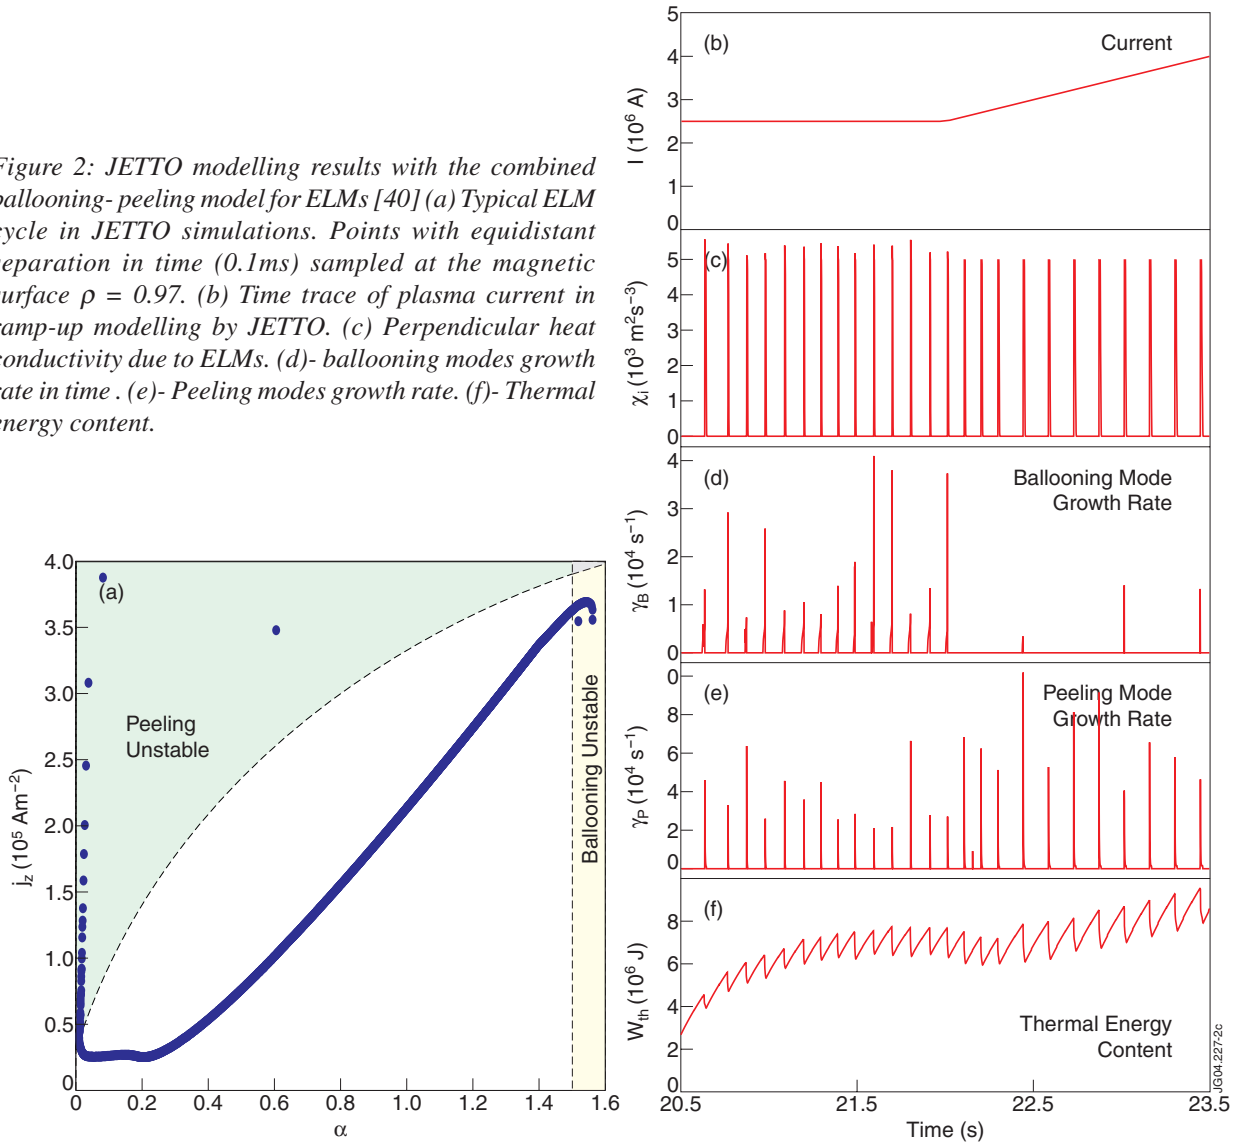 Figure 2: JETTO modelling results with the combined
ballooning- peeling model for ELMs [40] (a) Typical ELM
cycle in JETTO simulations. Points with equidistant
separation in time (0.1ms) sampled at the magnetic
surface ρ = 0.97. (b) Time trace of plasma current in
ramp-up modelling by JETTO. (c) Perpendicular heat
conductivity due to ELMs. (d)- ballooning modes growth
rate in time . (e)- Peeling modes growth rate. (f)- Thermal
energy content.
4.0
3.5
3.0
2.5
2.0
1.5
1.0
0.5
0
j_z (10⁵ Am⁻²)
(a)
Peeling
Unstable
Ballooning Unstable
0 0.2 0.4 0.6 0.8 1.0 1.2 1.4 1.6
α
5
4
3
2
1
0
I (10⁶ A)
(b)
Current
5
4
3
2
1
0
χ_i (10³ m²s⁻³)
(c)
4
3
2
1
0
γ_B (10⁴ s⁻¹)
(d)
Ballooning Mode
Growth Rate
0
8
6
4
2
0
γ_P (10⁴ s⁻¹)
(e)
Peeling Mode
Growth Rate
8
6
4
2
0
W_th (10⁶ J)
(f)
Thermal Energy
Content
20.5 21.5 22.5 23.5
Time (s)
JG04.227-2c